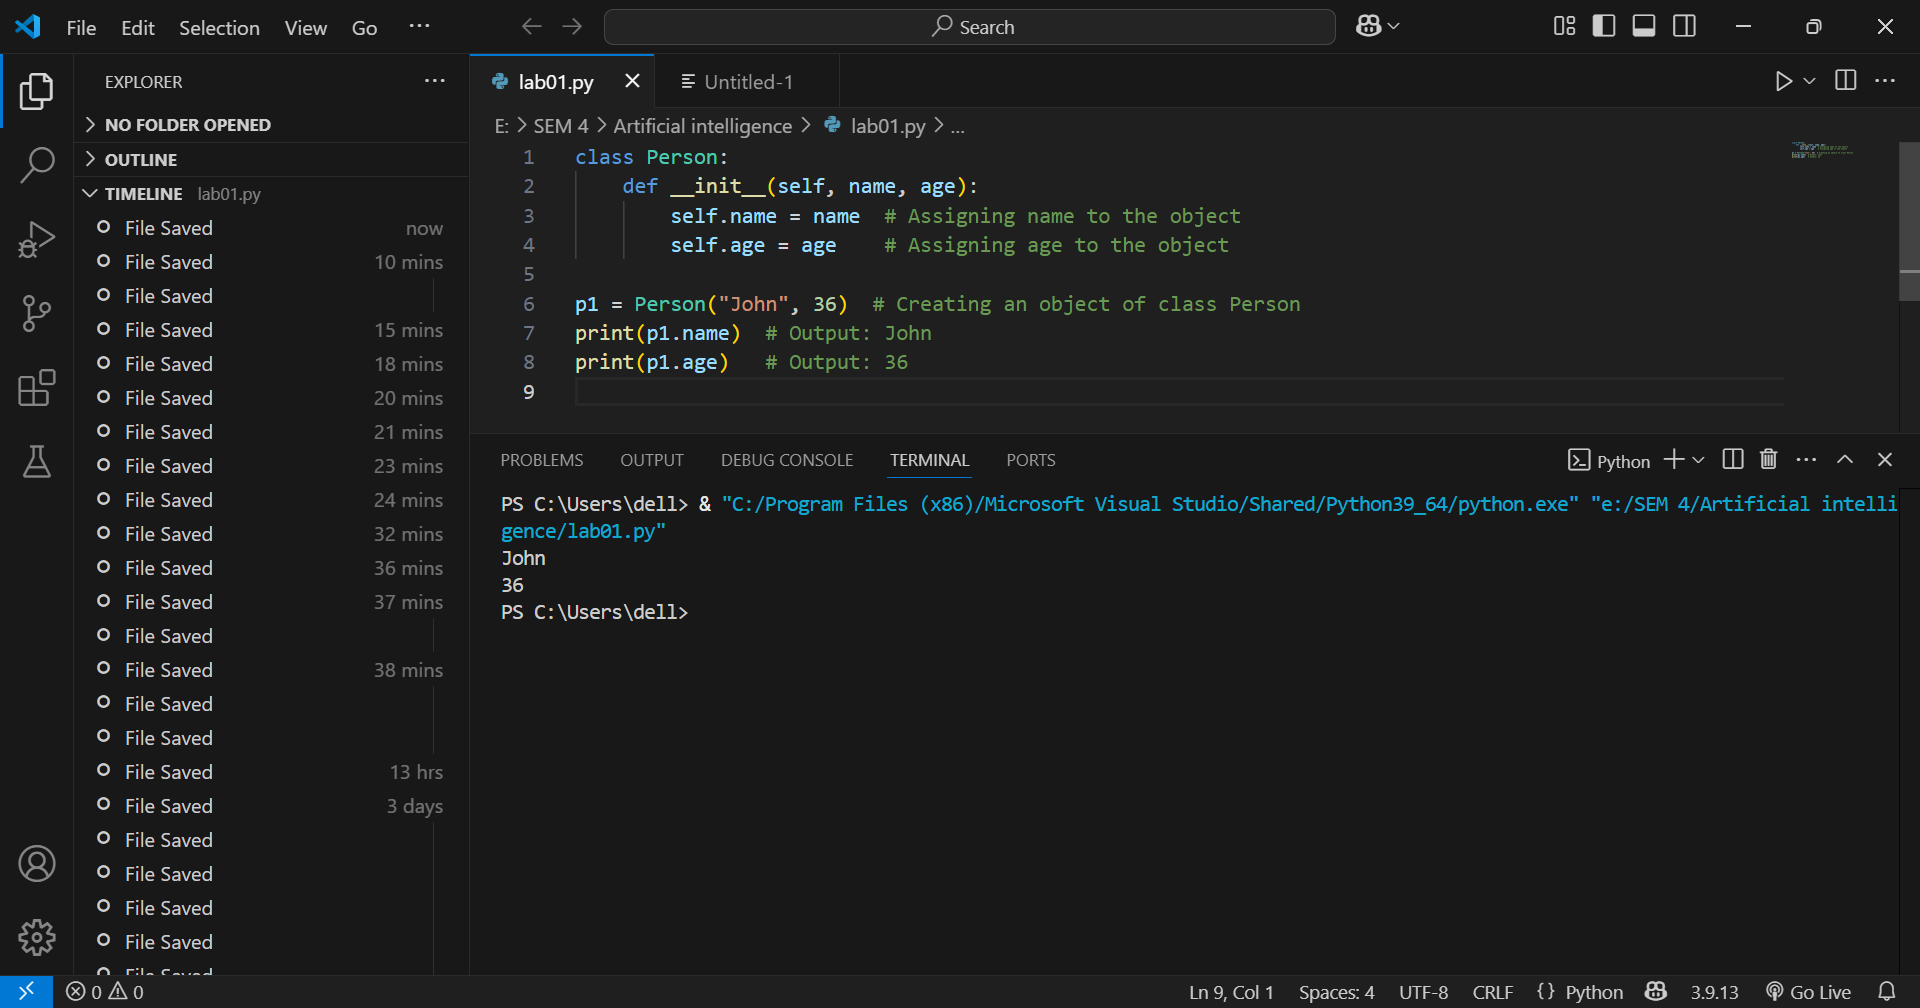 File Edit Selection View Go ··· Search
EXPLORER ···
NO FOLDER OPENED
OUTLINE
TIMELINE lab01.py
File Saved now
File Saved 10 mins
File Saved
File Saved 15 mins
File Saved 18 mins
File Saved 20 mins
File Saved 21 mins
File Saved 23 mins
File Saved 24 mins
File Saved 32 mins
File Saved 36 mins
File Saved 37 mins
File Saved
File Saved 38 mins
File Saved
File Saved
File Saved 13 hrs
File Saved 3 days
File Saved
File Saved
File Saved
File Saved
File Saved
lab01.py Untitled-1
E: > SEM 4 > Artificial intelligence > lab01.py > ...
1 class Person:
2     def __init__(self, name, age):
3         self.name = name  # Assigning name to the object
4         self.age = age    # Assigning age to the object
5
6 p1 = Person("John", 36)  # Creating an object of class Person
7 print(p1.name)  # Output: John
8 print(p1.age)   # Output: 36
9
PROBLEMS OUTPUT DEBUG CONSOLE TERMINAL PORTS Python
PS C:\Users\dell> & "C:/Program Files (x86)/Microsoft Visual Studio/Shared/Python39_64/python.exe" "e:/SEM 4/Artificial intelli
gence/lab01.py"
John
36
PS C:\Users\dell>
0 0 Ln 9, Col 1 Spaces: 4 UTF-8 CRLF {} Python 3.9.13 Go Live